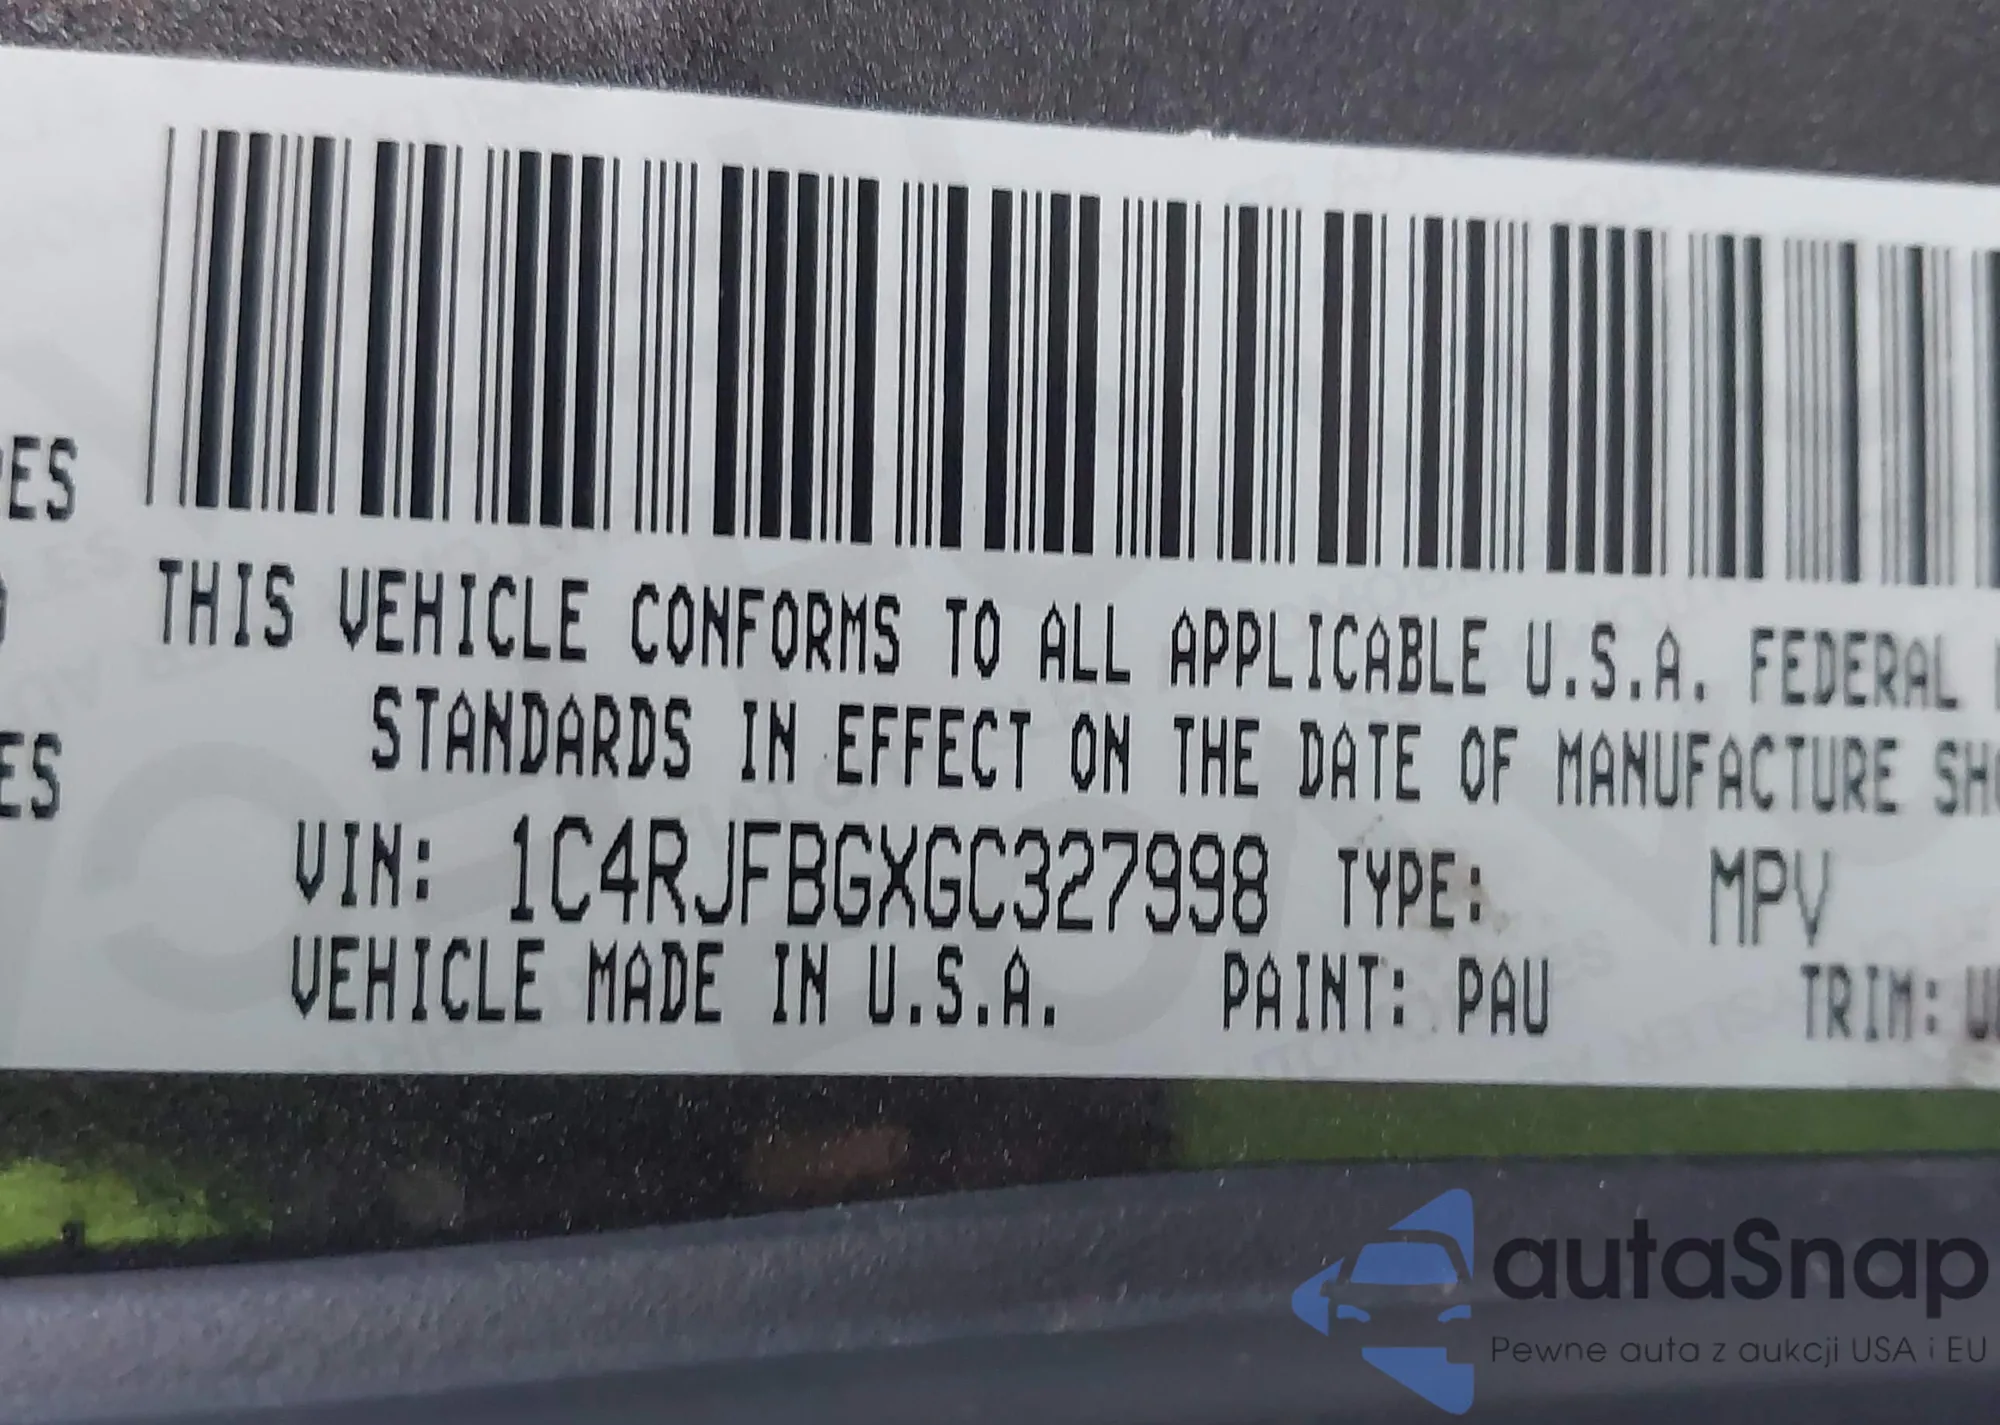 ES
THIS VEHICLE CONFORMS TO ALL APPLICABLE U.S.A. FEDERAL
STANDARDS IN EFFECT ON THE DATE OF MANUFACTURE SHO
ES
VIN: 1C4RJFBGXGC327998 TYPE: MPV
VEHICLE MADE IN U.S.A. PAINT: PAU TRIM:
autaSnap
Pewne auta z aukcji USA i EU